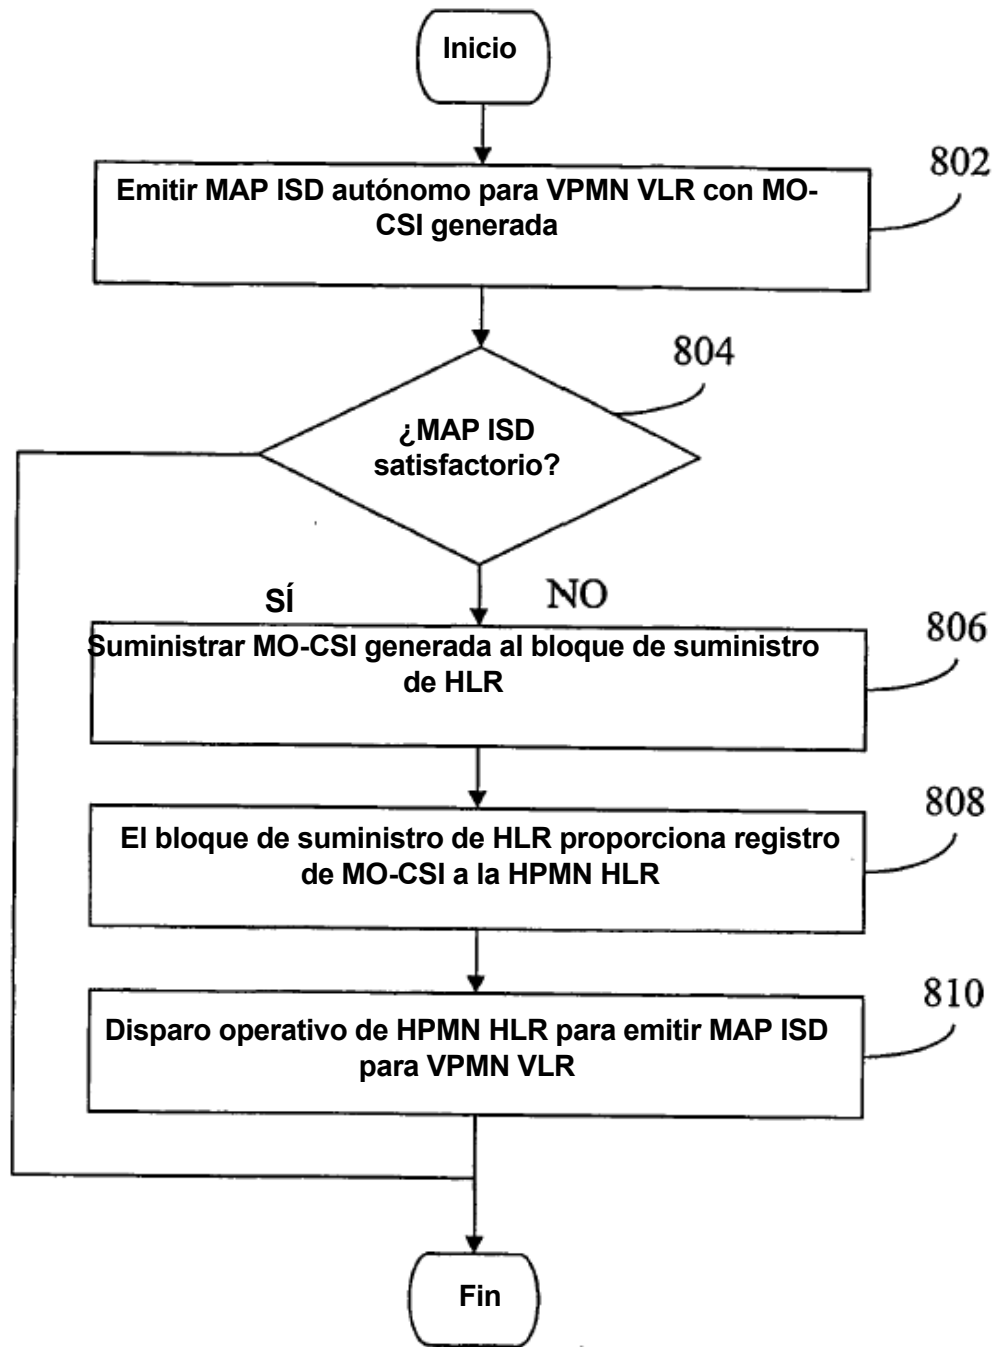 Inicio
802
Emitir MAP ISD autónomo para VPMN VLR con MO-
CSI generada
804
¿MAP ISD
satisfactorio?
SÍ
NO
806
Suministrar MO-CSI generada al bloque de suministro
de HLR
808
El bloque de suministro de HLR proporciona registro
de MO-CSI a la HPMN HLR
810
Disparo operativo de HPMN HLR para emitir MAP ISD
para VPMN VLR
Fin